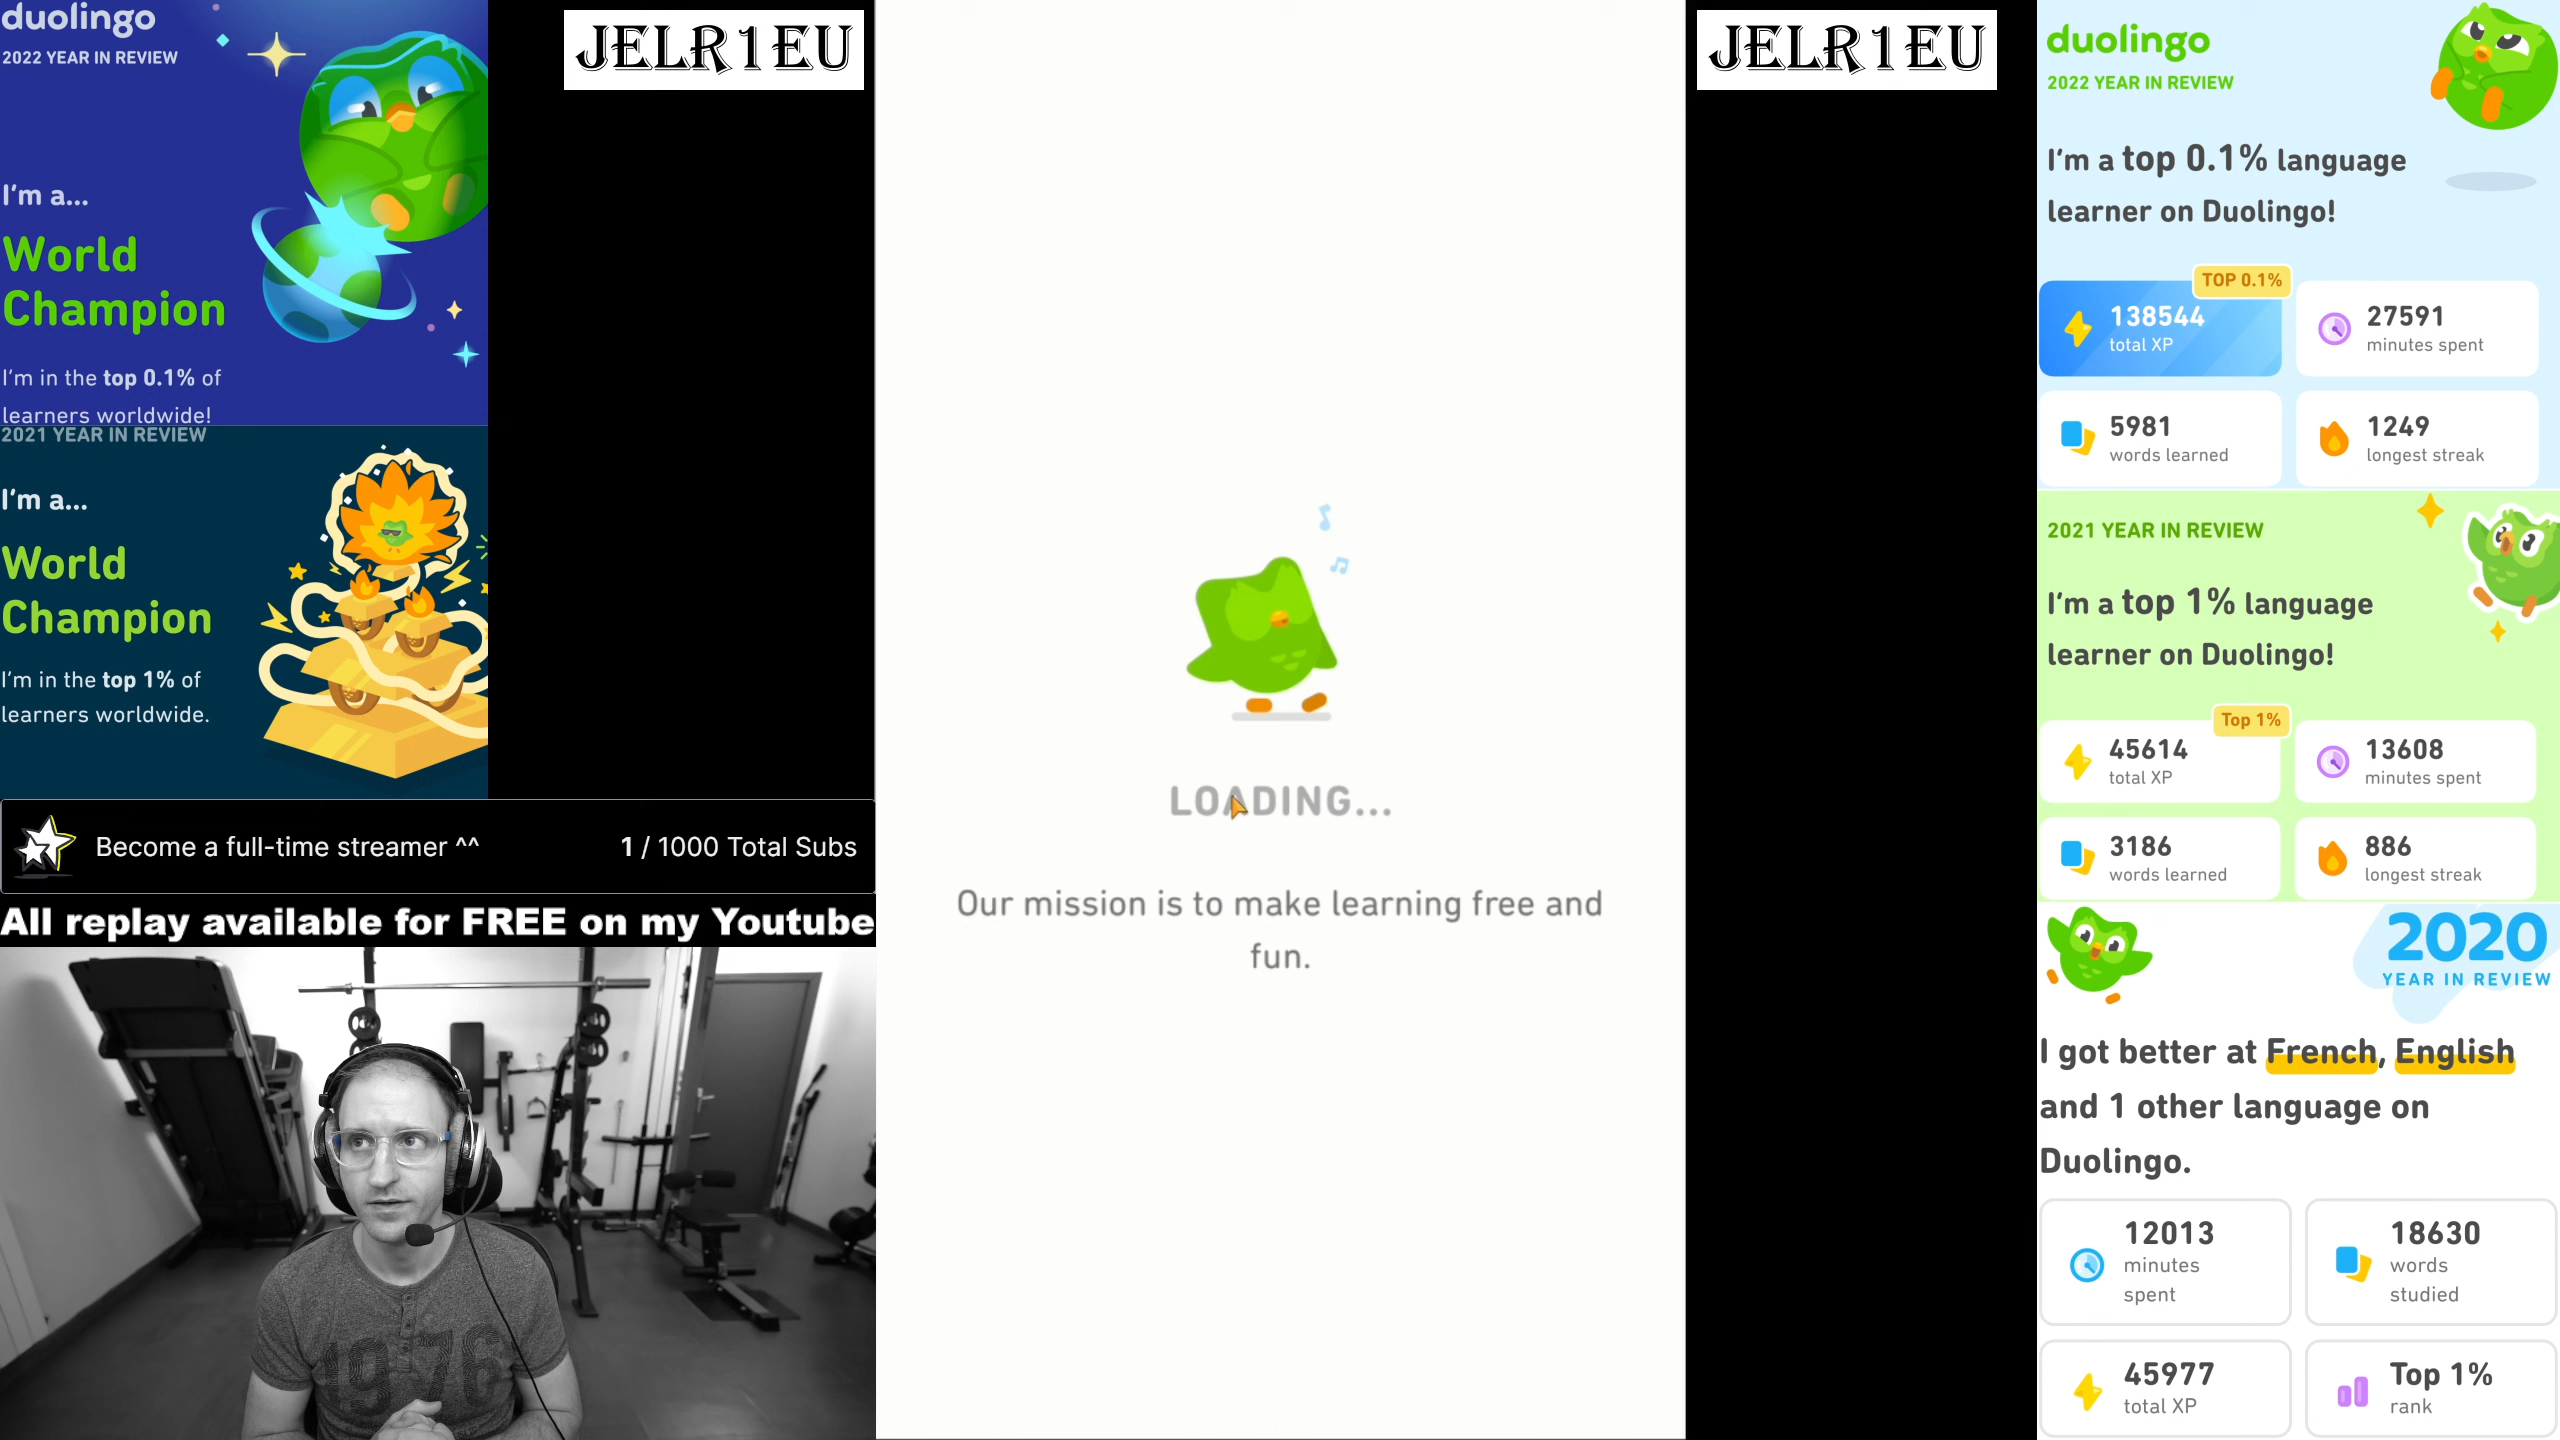 duolingo
2022 YEAR IN REVIEW
I'm a...
World
Champion
I'm in the top 0.1% of
learners worldwide!
2021 YEAR IN REVIEW
I'm a...
World
Champion
I'm in the top 1% of
learners worldwide.
Become a full-time streamer ^^ 1 / 1000 Total Subs
All replay available for FREE on my Youtube
1976
JELR1EU
LOADING...
Our mission is to make learning free and
fun.
JELR1EU
duolingo
2022 YEAR IN REVIEW
I'm a top 0.1% language
learner on Duolingo!
TOP 0.1%
138544
total XP
27591
minutes spent
5981
words learned
1249
longest streak
2021 YEAR IN REVIEW
I'm a top 1% language
learner on Duolingo!
Top 1%
45614
total XP
13608
minutes spent
3186
words learned
886
longest streak
2020
YEAR IN REVIEW
I got better at French, English
and 1 other language on
Duolingo.
12013
minutes
spent
18630
words
studied
45977
total XP
Top 1%
rank